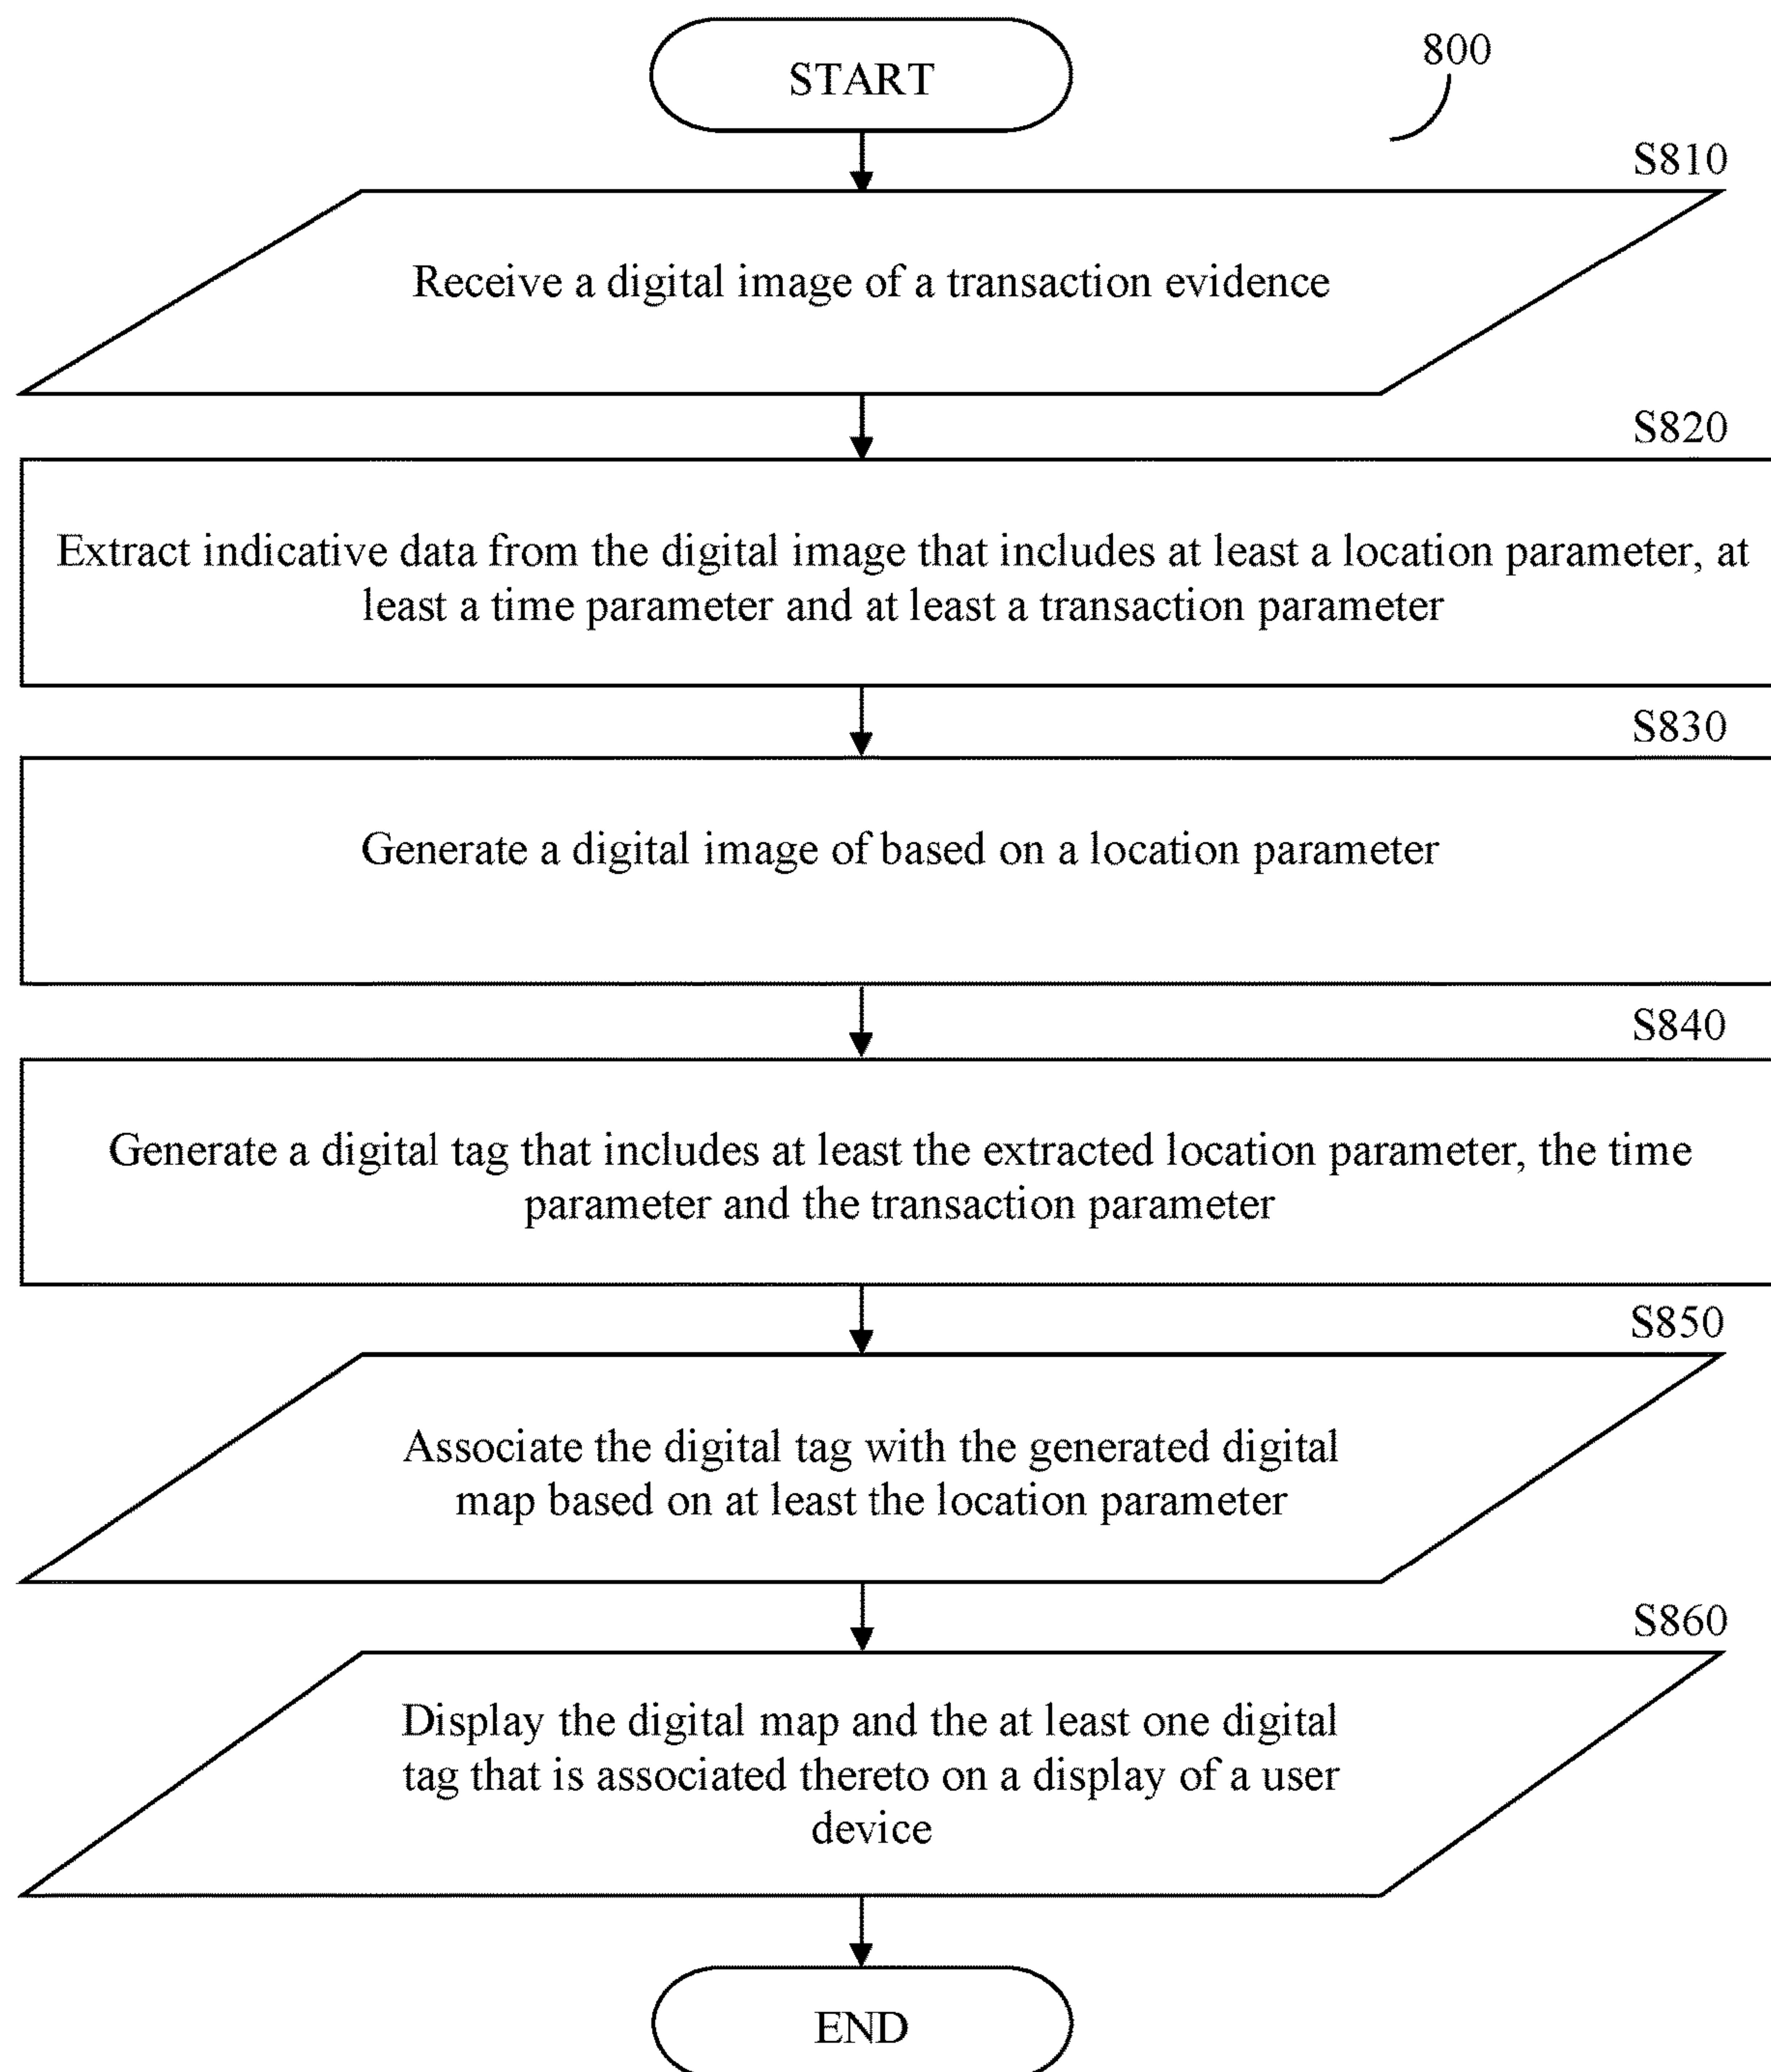 START
800
S810
Receive a digital image of a transaction evidence
S820
Extract indicative data from the digital image that includes at least a location parameter, at
least a time parameter and at least a transaction parameter
S830
Generate a digital image of based on a location parameter
S840
Generate a digital tag that includes at least the extracted location parameter, the time
parameter and the transaction parameter
S850
Associate the digital tag with the generated digital
map based on at least the location parameter
S860
Display the digital map and the at least one digital
tag that is associated thereto on a display of a user
device
END